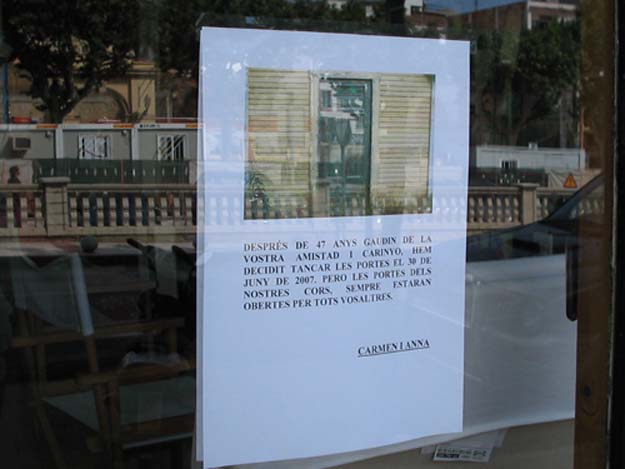 DESPRÉS DE 47 ANYS GAUDIN DE LA
VOSTRA AMISTAD I CARINYO, HEM
DECIDIT TANCAR LES PORTES EL 30 DE
JUNY DE 2007. PERO LES PORTES DELS
NOSTRES CORS, SEMPRE ESTARAN
OBERTES PER TOTS VOSALTRES.
CARMEN I ANNA